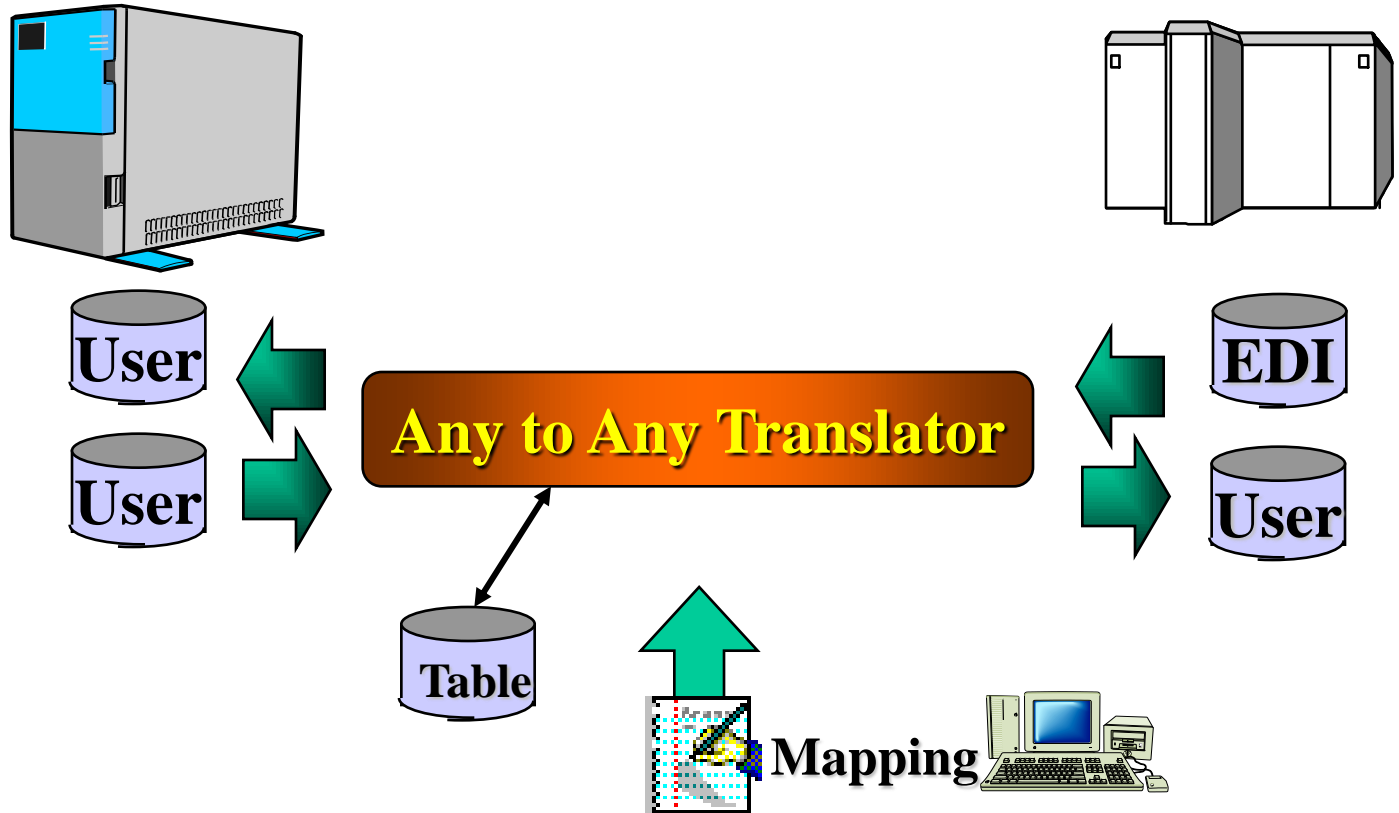 User
EDI
Any to Any Translator
User
User
Table
Mapping